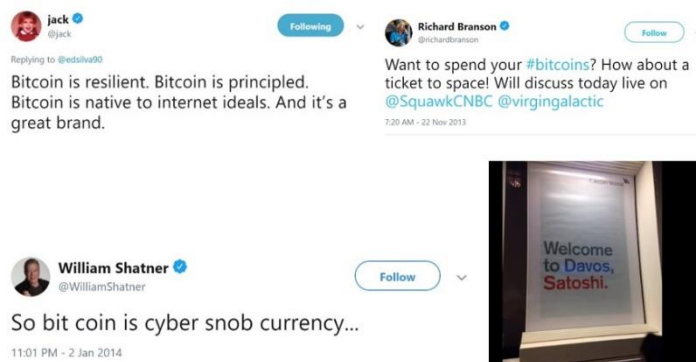 jack
@jack
Following
Replying to @edsilva90
Bitcoin is resilient. Bitcoin is principled.
Bitcoin is native to internet ideals. And it's a
great brand.
Richard Branson
@richardbranson
Follow
Want to spend your #bitcoins? How about a
ticket to space! Will discuss today live on
@SquawkCNBC @virgingalactic
7:20 AM - 22 Nov 2013
William Shatner
@WilliamShatner
Follow
So bit coin is cyber snob currency...
11:01 PM - 2 Jan 2014
Welcome
to Davos,
Satoshi.